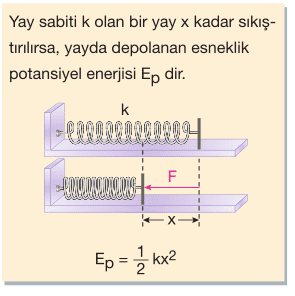 Yay sabiti k olan bir yay x kadar sıkış-
tırılırsa, yayda depolanan esneklik
potansiyel enerjisi Ep dir.
k
F
x
Ep = 1/2 kx²